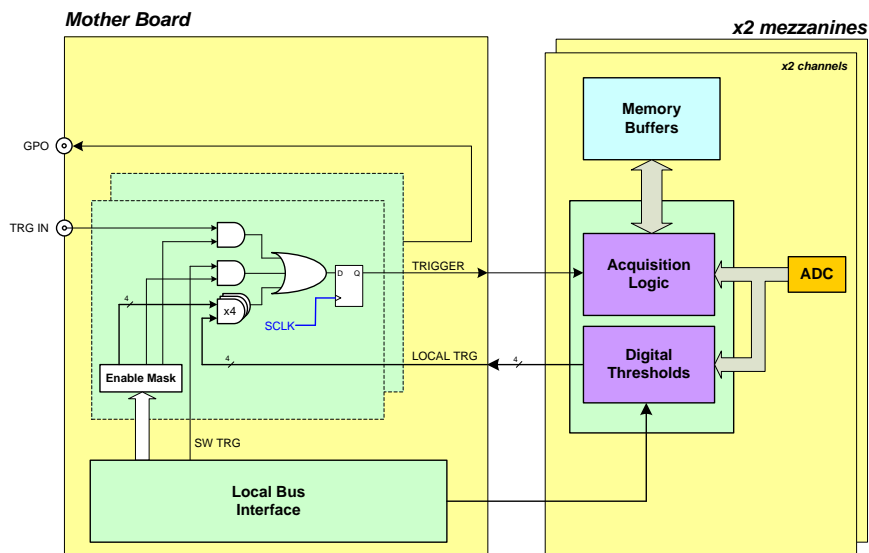 Mother Board
x2 mezzanines
x2 channels
Memory
Buffers
GPO
TRG IN
D Q
TRIGGER
Acquisition
Logic
ADC
4
x4
SCLK
4
LOCAL TRG
4
Digital
Thresholds
Enable Mask
SW TRG
Local Bus
Interface